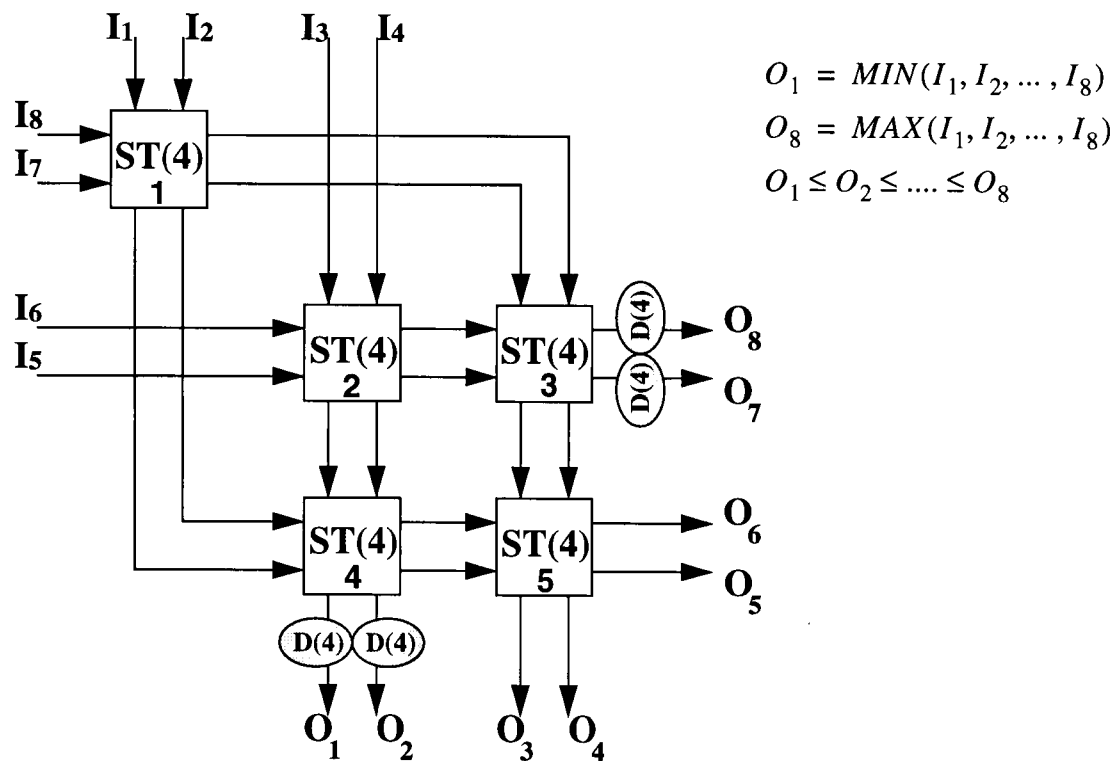 I₁ I₂ I₃ I₄
O₁ = MIN(I₁, I₂, ... , I₈)
O₈ = MAX(I₁, I₂, ... , I₈)
O₁ ≤ O₂ ≤ .... ≤ O₈
I₈
I₇
ST(4)
1
I₆
I₅
ST(4)
2
ST(4)
3
D(4)
D(4)
O₈
O₇
ST(4)
4
ST(4)
5
O₆
O₅
D(4) D(4)
O₁ O₂ O₃ O₄